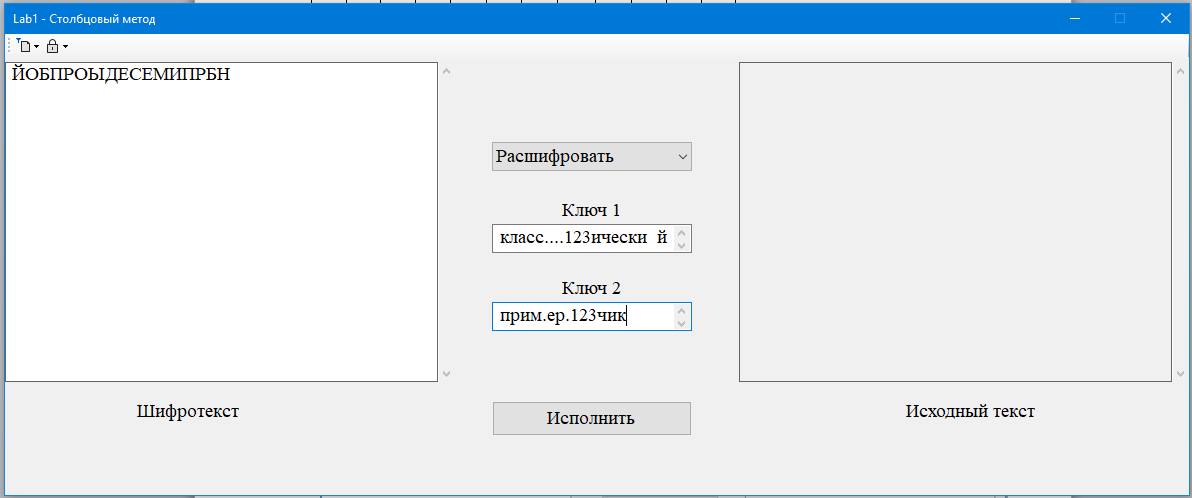 Lab1 - Столбцовый метод
ЙОБПРОЫДЕСЕМИПРБН
Расшифровать
Ключ 1
класс....123ически  й
Ключ 2
прим.ер.123чик
Шифротекст
Исполнить
Исходный текст